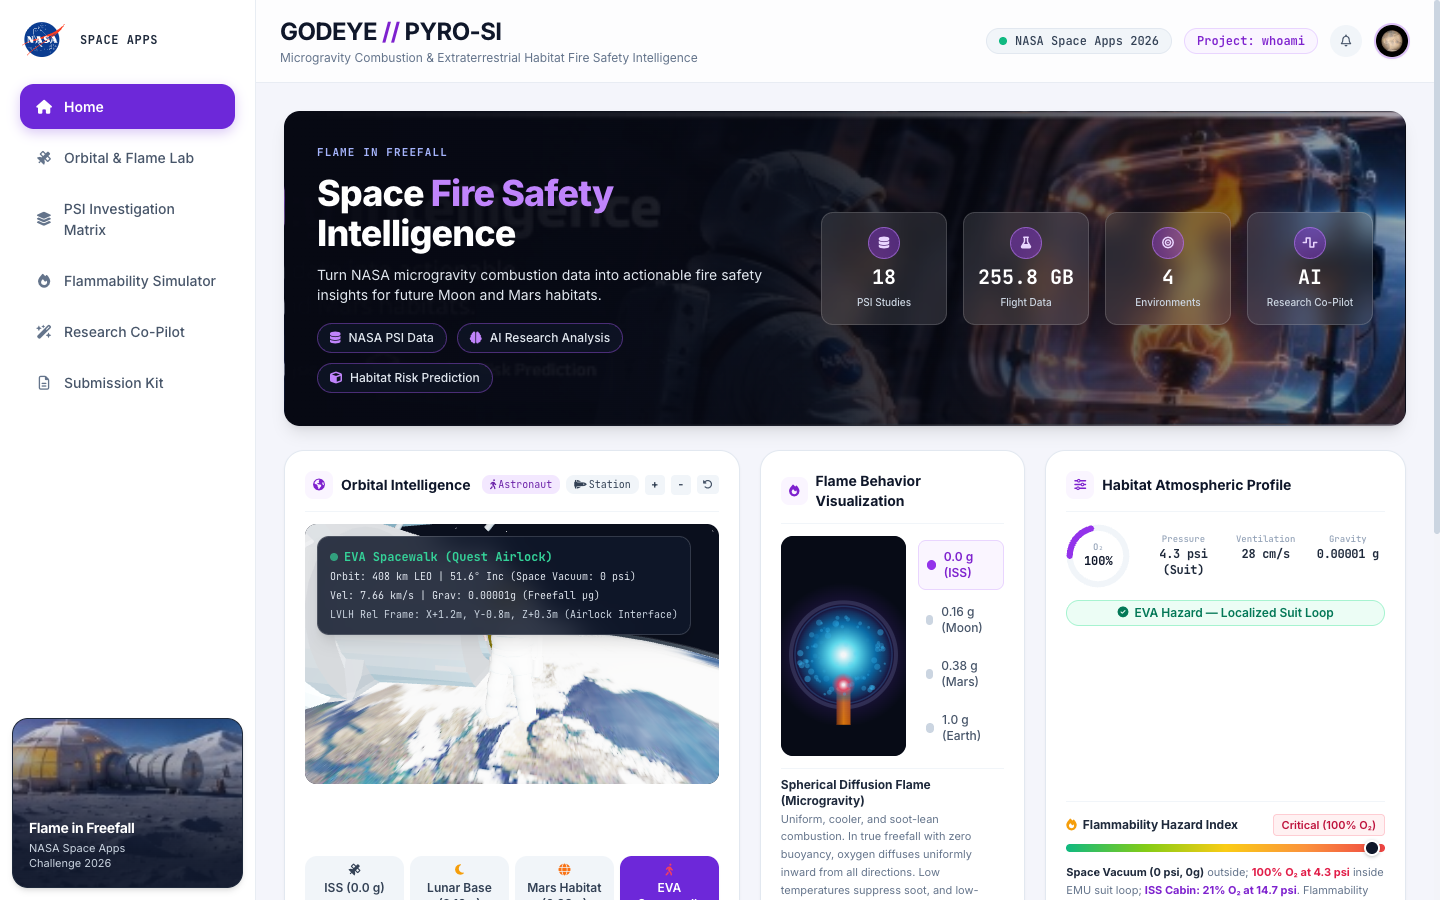 NASA
SPACE APPS
GODEYE // PYRO-SI
Microgravity Combustion & Extraterrestrial Habitat Fire Safety Intelligence
NASA Space Apps 2026
Project: whoami
Home
Orbital & Flame Lab
PSI Investigation
Matrix
Flammability Simulator
Research Co-Pilot
Submission Kit
FLAME IN FREEFALL
Space Fire Safety
Intelligence
Turn NASA microgravity combustion data into actionable fire safety
insights for future Moon and Mars habitats.
NASA PSI Data
AI Research Analysis
Habitat Risk Prediction
18
PSI Studies
255.8 GB
Flight Data
4
Environments
AI
Research Co-Pilot
Orbital Intelligence
Astronaut
Station
+
-
EVA Spacewalk (Quest Airlock)
Orbit: 408 km LEO | 51.6° Inc (Space Vacuum: 0 psi)
Vel: 7.66 km/s | Grav: 0.00001g (Freefall µg)
LVLH Rel Frame: X+1.2m, Y-0.8m, Z+0.3m (Airlock Interface)
ISS (0.0 g)
Lunar Base
Mars Habitat
EVA
Flame Behavior
Visualization
0.0 g
(ISS)
0.16 g
(Moon)
0.38 g
(Mars)
1.0 g
(Earth)
Spherical Diffusion Flame
(Microgravity)
Uniform, cooler, and soot-lean
combustion. In true freefall with zero
buoyancy, oxygen diffuses uniformly
inward from all directions. Low
temperatures suppress soot, and low-
Habitat Atmospheric Profile
O₂
100%
Pressure
4.3 psi
(Suit)
Ventilation
28 cm/s
Gravity
0.00001 g
EVA Hazard — Localized Suit Loop
Flammability Hazard Index
Critical (100% O₂)
Space Vacuum (0 psi, 0g) outside; 100% O₂ at 4.3 psi inside
EMU suit loop; ISS Cabin: 21% O₂ at 14.7 psi. Flammability
Flame in Freefall
NASA Space Apps
Challenge 2026